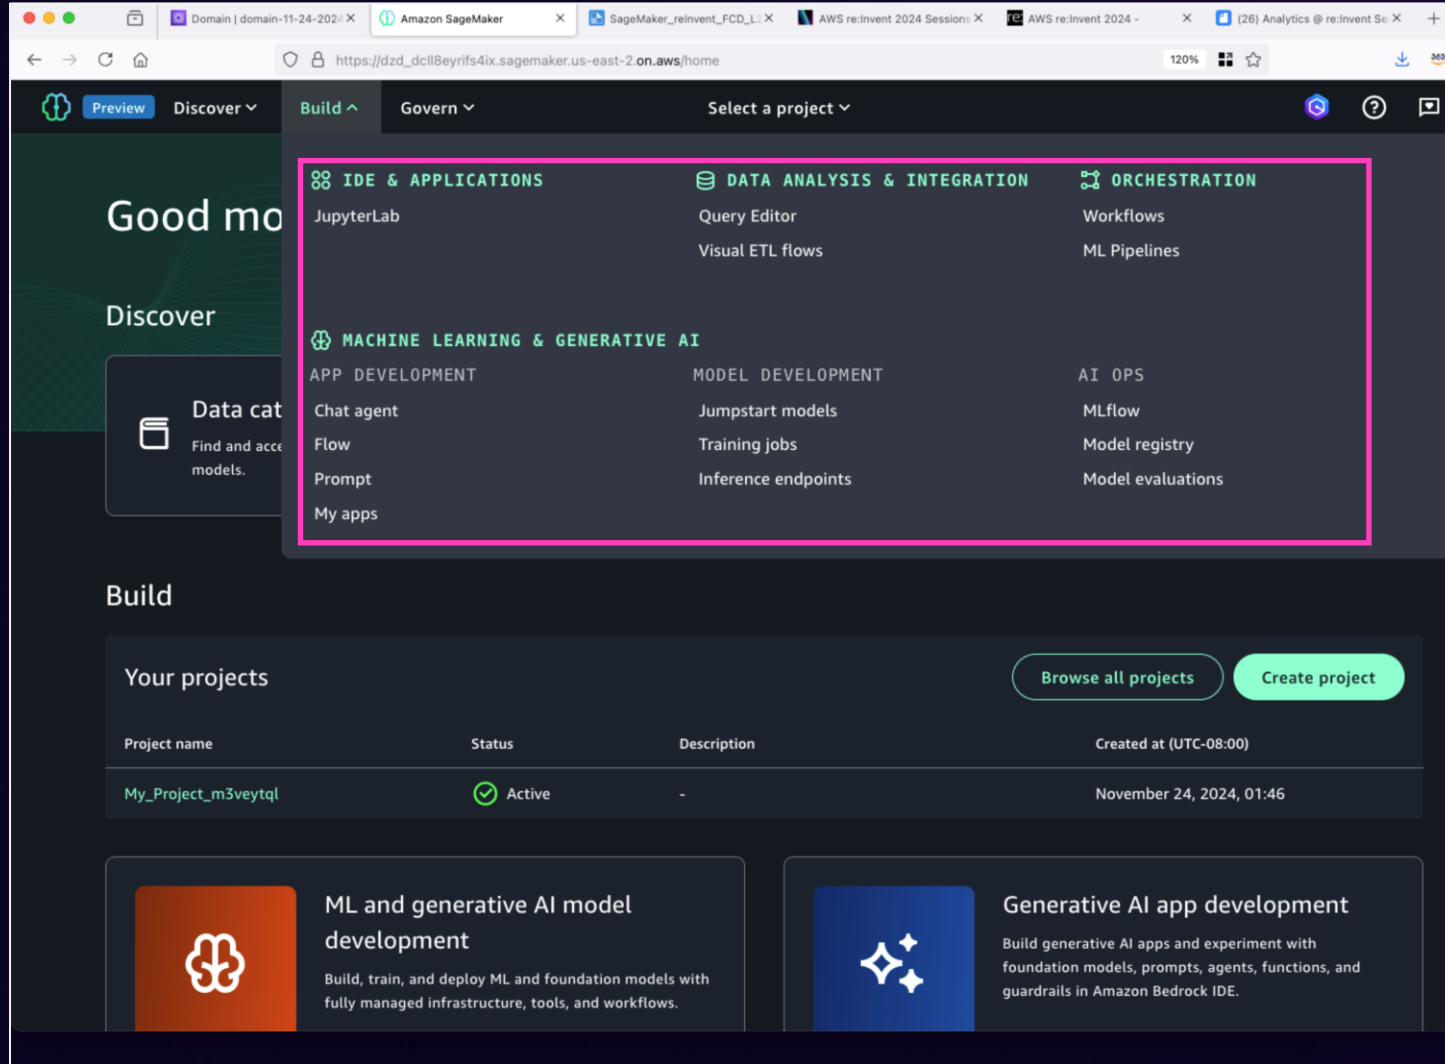 Domain | domain-11-24-2024
Amazon SageMaker
SageMaker_reInvent_FCD_L
AWS re:Invent 2024 Sessions
re: AWS re:Invent 2024 -
(26) Analytics @ re:Invent Se
https://dzd_dcll8eyrifs4ix.sagemaker.us-east-2.on.aws/home
120%
Preview Discover Build Govern Select a project
IDE & APPLICATIONS
JupyterLab
DATA ANALYSIS & INTEGRATION
Query Editor
Visual ETL flows
ORCHESTRATION
Workflows
ML Pipelines
MACHINE LEARNING & GENERATIVE AI
APP DEVELOPMENT
Chat agent
Flow
Prompt
My apps
MODEL DEVELOPMENT
Jumpstart models
Training jobs
Inference endpoints
AI OPS
MLflow
Model registry
Model evaluations
Good mo
Discover
Data cat
Find and acce
models.
Build
Your projects
Browse all projects
Create project
Project name Status Description Created at (UTC-08:00)
My_Project_m3veytql Active - November 24, 2024, 01:46
ML and generative AI model
development
Build, train, and deploy ML and foundation models with
fully managed infrastructure, tools, and workflows.
Generative AI app development
Build generative AI apps and experiment with
foundation models, prompts, agents, functions, and
guardrails in Amazon Bedrock IDE.